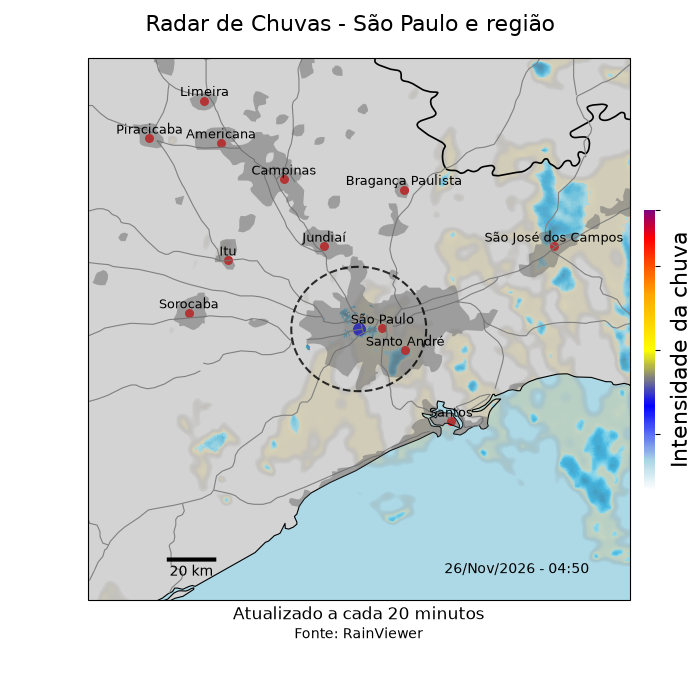 Radar de Chuvas - São Paulo e região
Limeira
Piracicaba
Americana
Campinas
Bragança Paulista
Jundiaí
São José dos Campos
Itu
Sorocaba
São Paulo
Santo André
Santos
Intensidade da chuva
20 km
26/Nov/2026 - 04:50
Atualizado a cada 20 minutos
Fonte: RainViewer